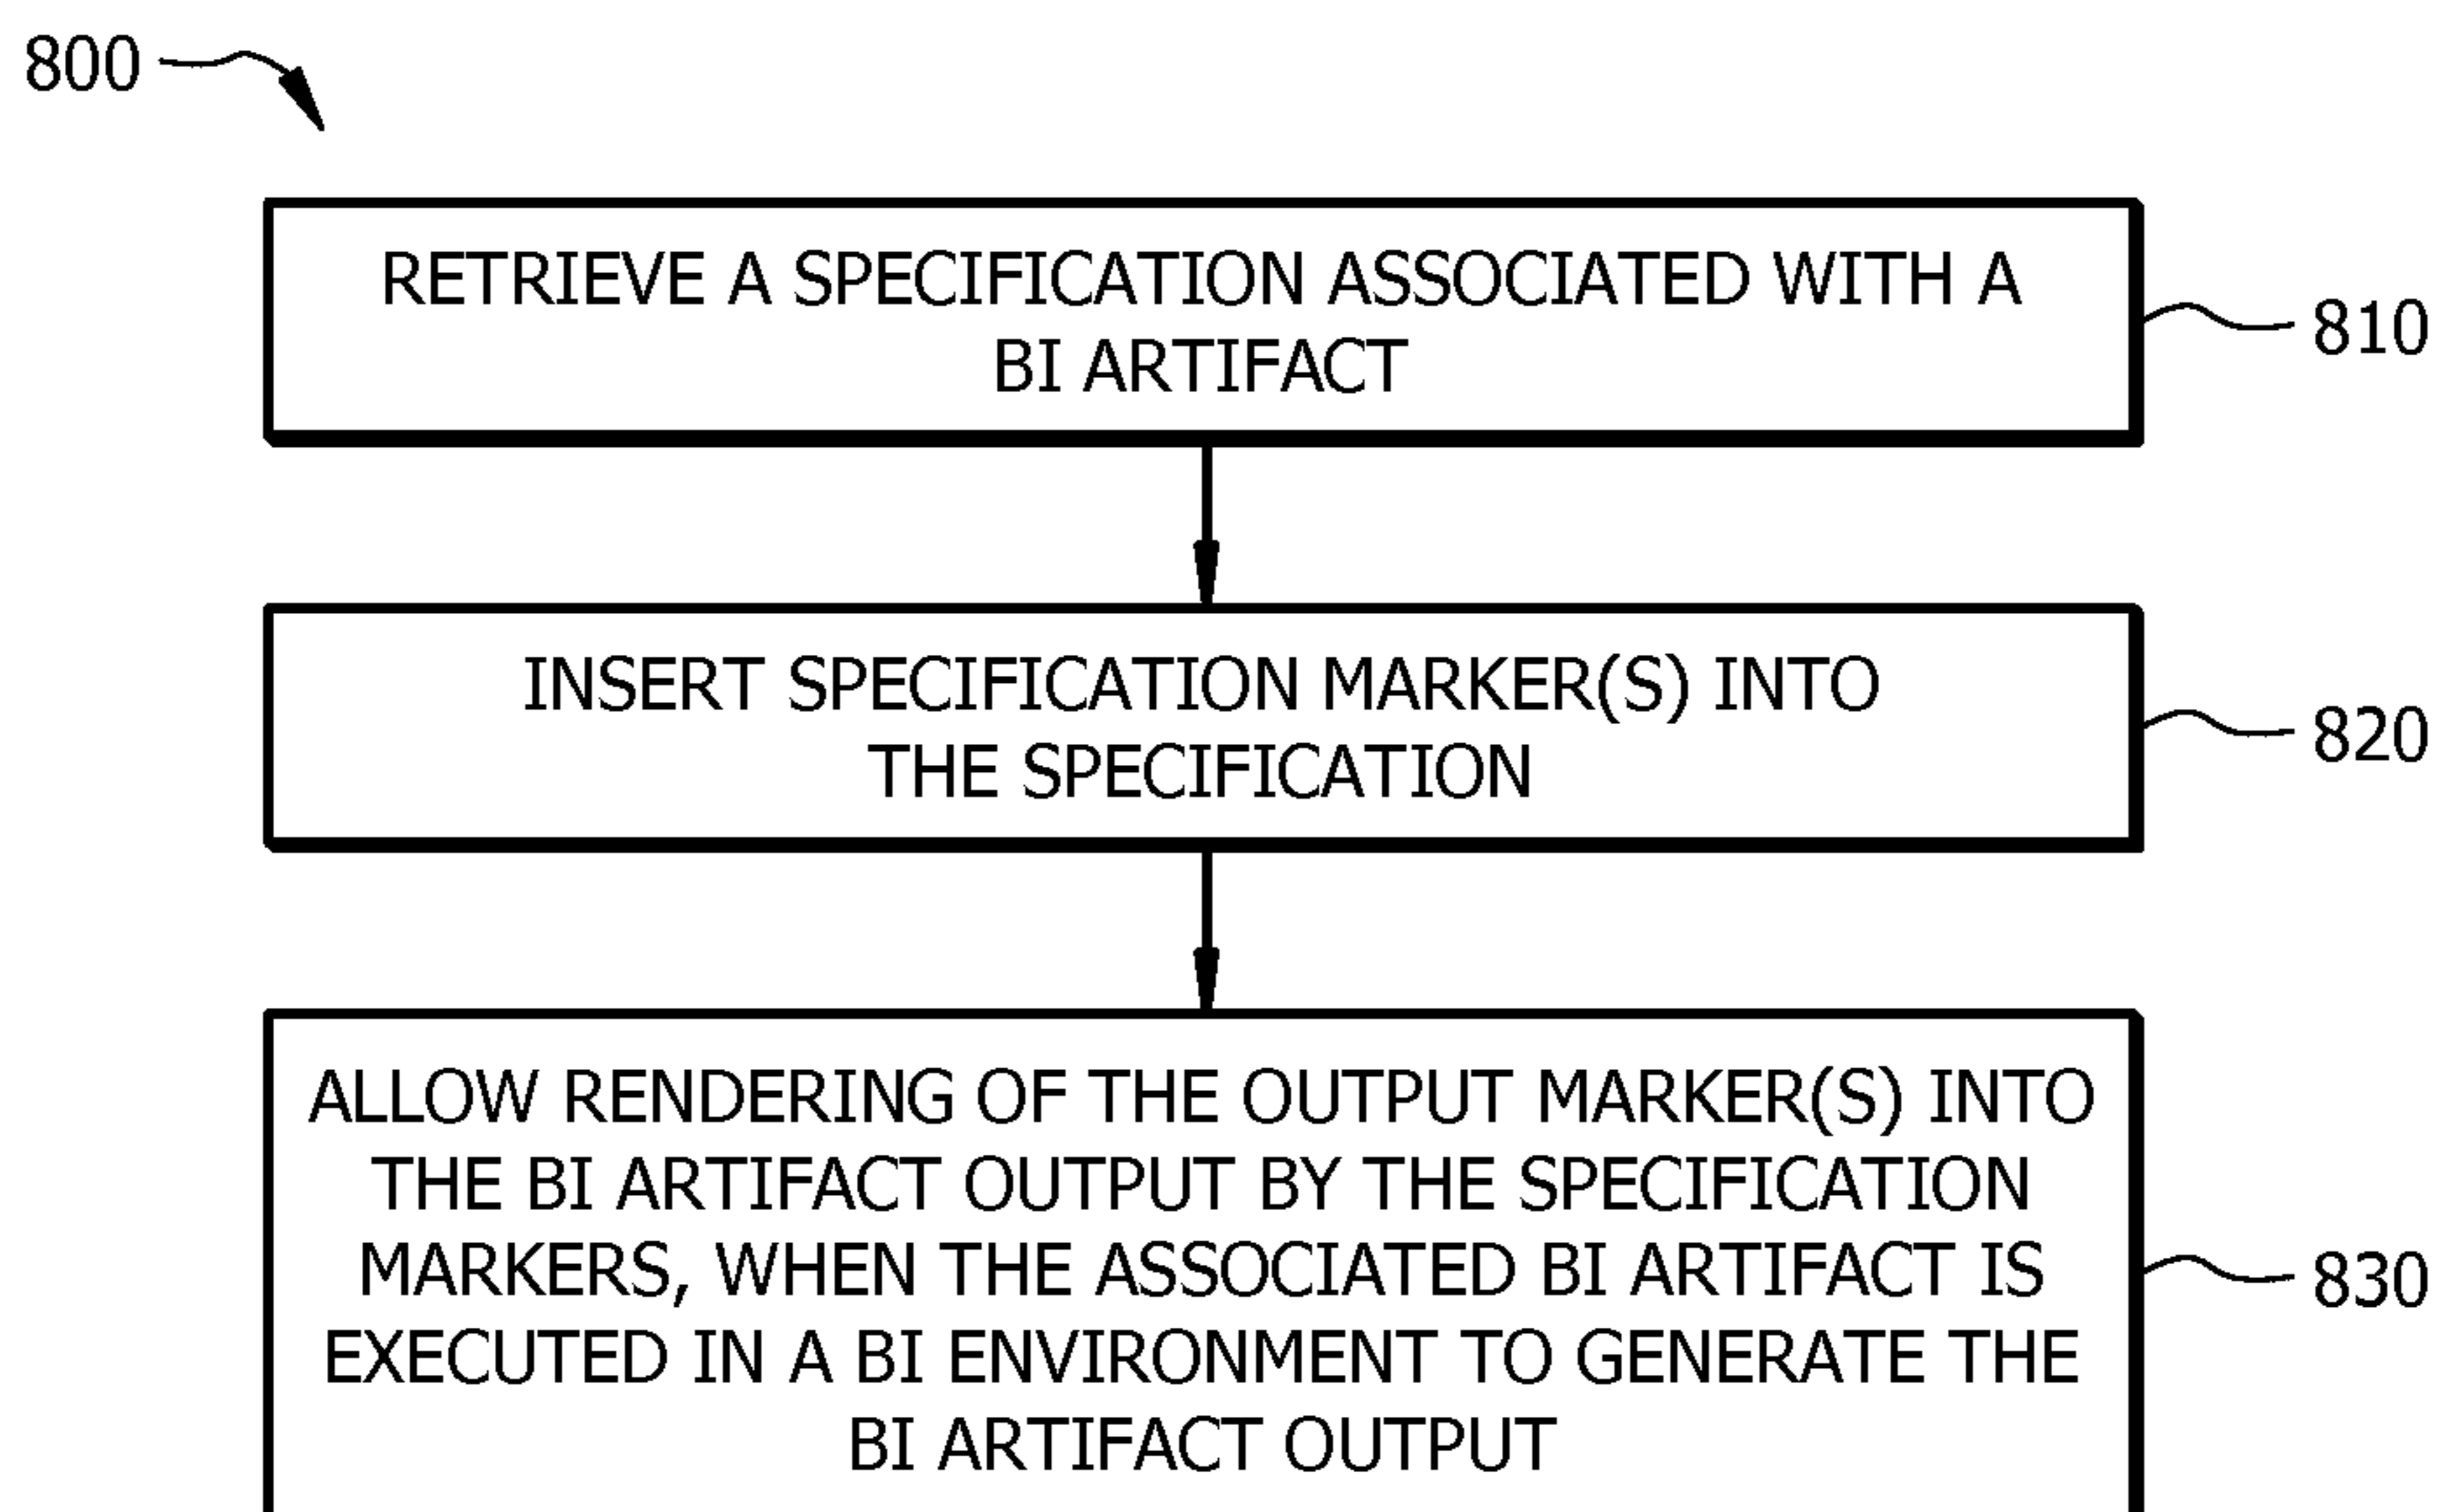 800
RETRIEVE A SPECIFICATION ASSOCIATED WITH A
BI ARTIFACT
810
INSERT SPECIFICATION MARKER(S) INTO
THE SPECIFICATION
820
ALLOW RENDERING OF THE OUTPUT MARKER(S) INTO
THE BI ARTIFACT OUTPUT BY THE SPECIFICATION
MARKERS, WHEN THE ASSOCIATED BI ARTIFACT IS
EXECUTED IN A BI ENVIRONMENT TO GENERATE THE
BI ARTIFACT OUTPUT
830